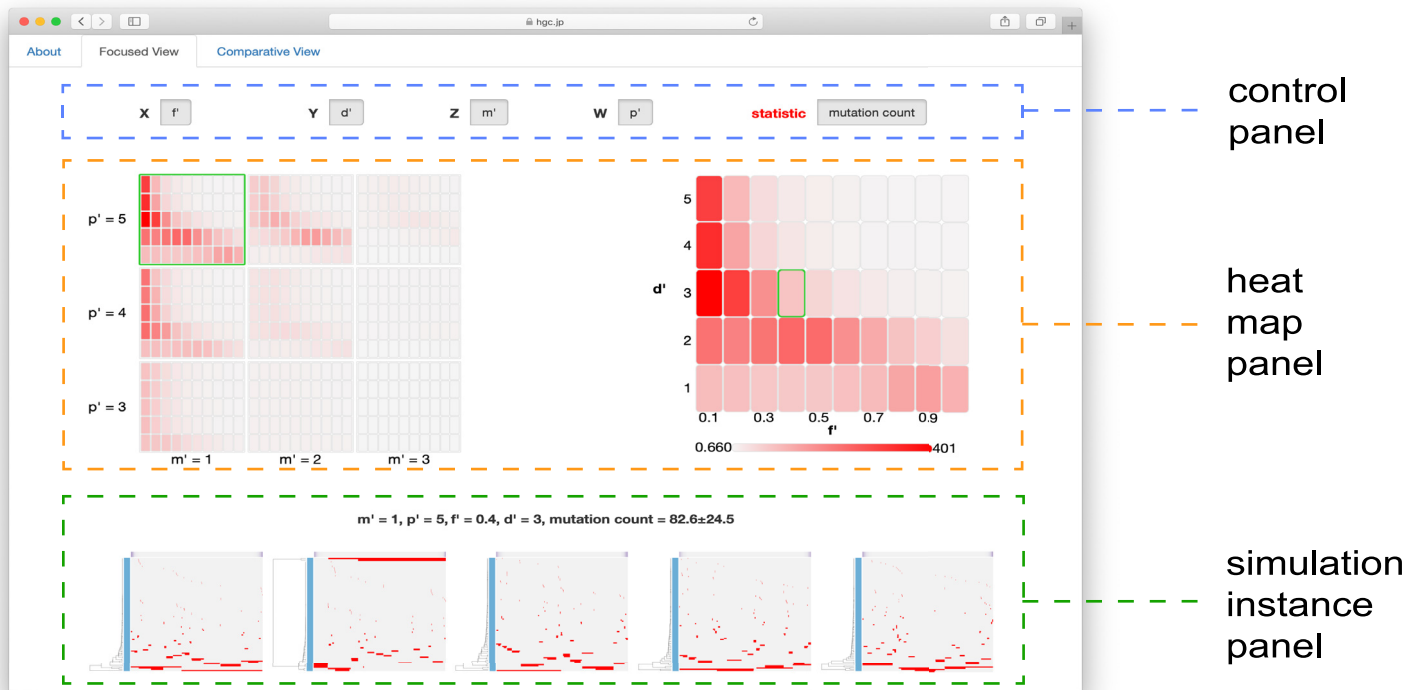 hgc.jp
About Focused View Comparative View
X f' Y d' Z m' W p' statistic mutation count
control
panel
p' = 5
p' = 4
p' = 3
m' = 1 m' = 2 m' = 3
5
4
d' 3
2
1
0.1 0.3 0.5 0.7 0.9
f'
0.660 401
heat
map
panel
m' = 1, p' = 5, f' = 0.4, d' = 3, mutation count = 82.6±24.5
simulation
instance
panel